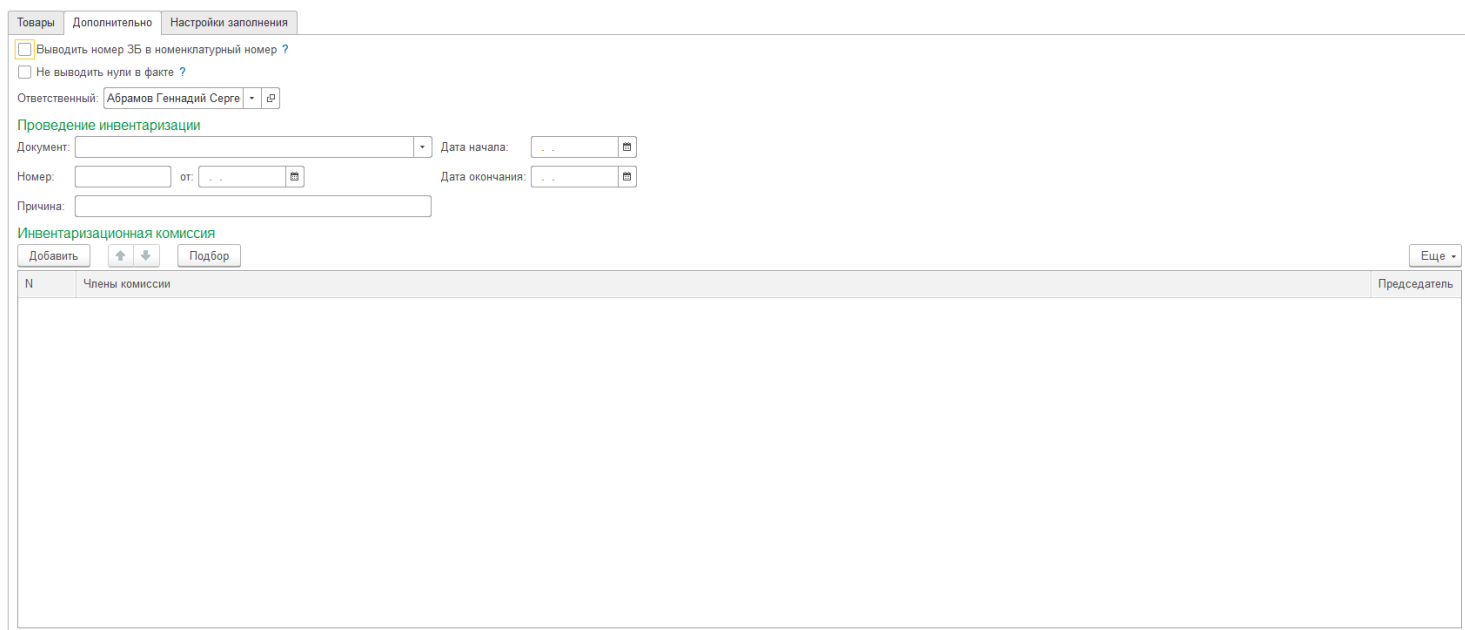 Товары Дополнительно Настройки заполнения
Выводить номер ЗБ в номенклатурный номер ?
Не выводить нули в факте ?
Ответственный: Абрамов Геннадий Серге
Проведение инвентаризации
Документ: Дата начала: . .
Номер: от: . . Дата окончания: . .
Причина:
Инвентаризационная комиссия
Добавить Подбор Еще
N Члены комиссии Председатель